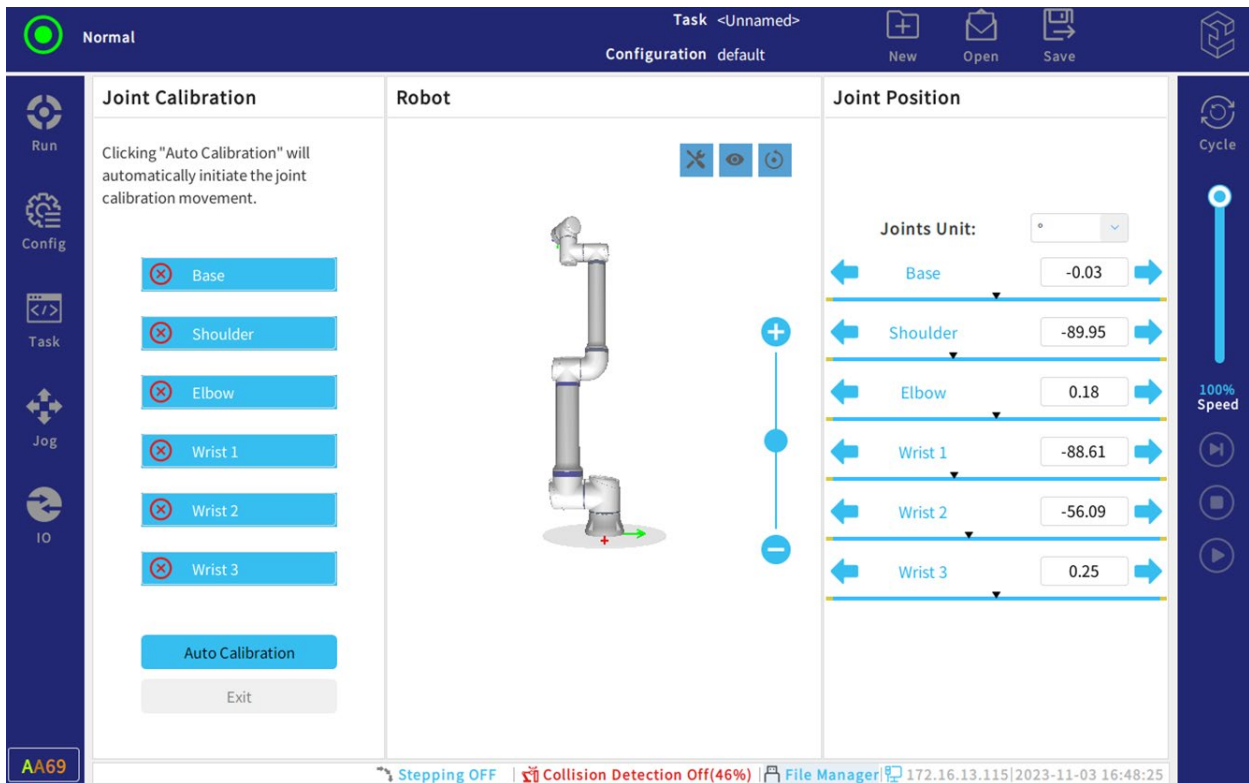 Normal
Task <Unnamed>
Configuration default
New
Open
Save
Run
Config
Task
Jog
IO
AA69
Joint Calibration
Clicking "Auto Calibration" will
automatically initiate the joint
calibration movement.
Base
Shoulder
Elbow
Wrist 1
Wrist 2
Wrist 3
Auto Calibration
Exit
Robot
Joint Position
Joints Unit: °
Base -0.03
Shoulder -89.95
Elbow 0.18
Wrist 1 -88.61
Wrist 2 -56.09
Wrist 3 0.25
Cycle
100%
Speed
Stepping OFF | Collision Detection Off(46%) | File Manager| 172.16.13.115|2023-11-03 16:48:25